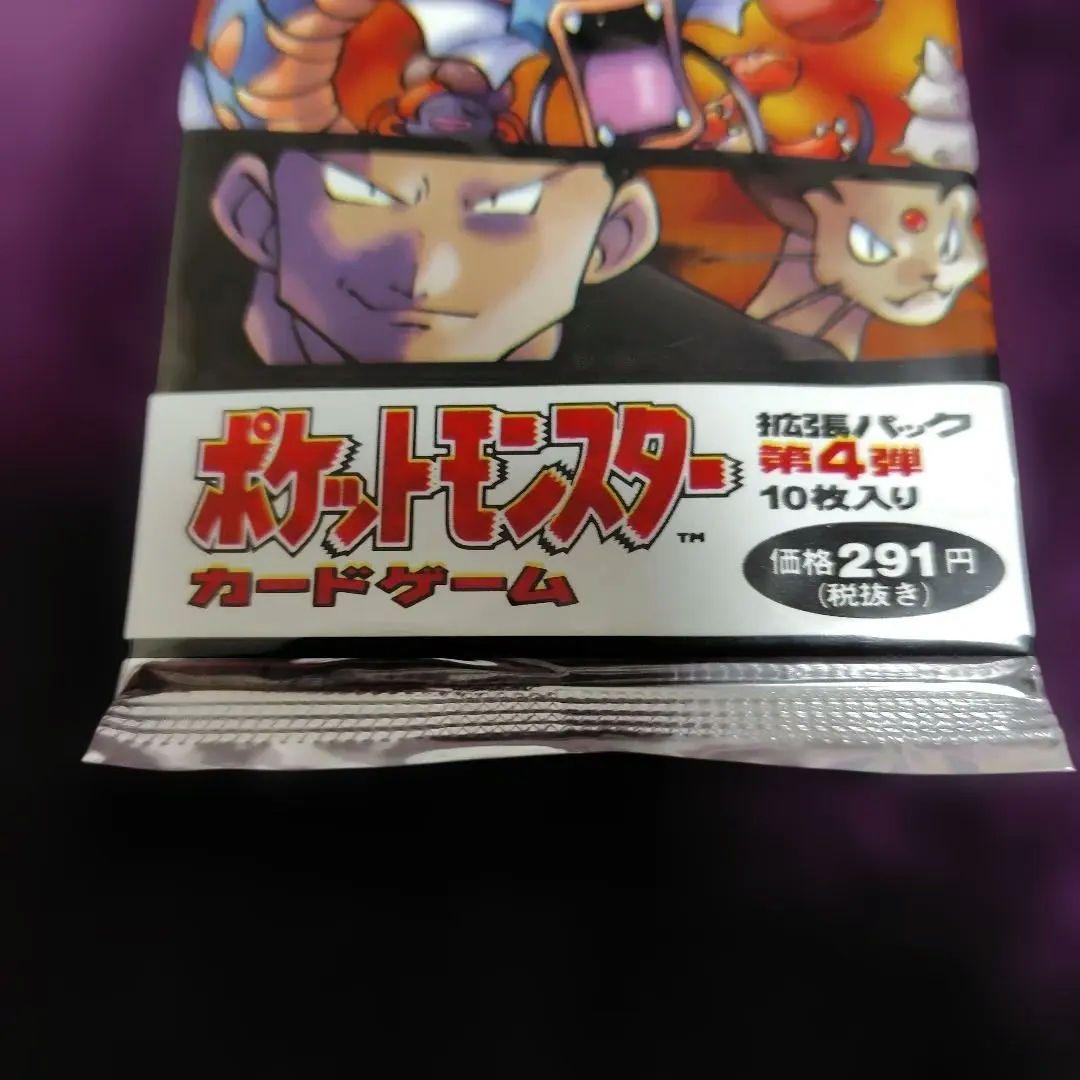 ポケットモンスター™
カードゲーム
拡張パック
第4弾
10枚入り
価格291円
(税抜き)